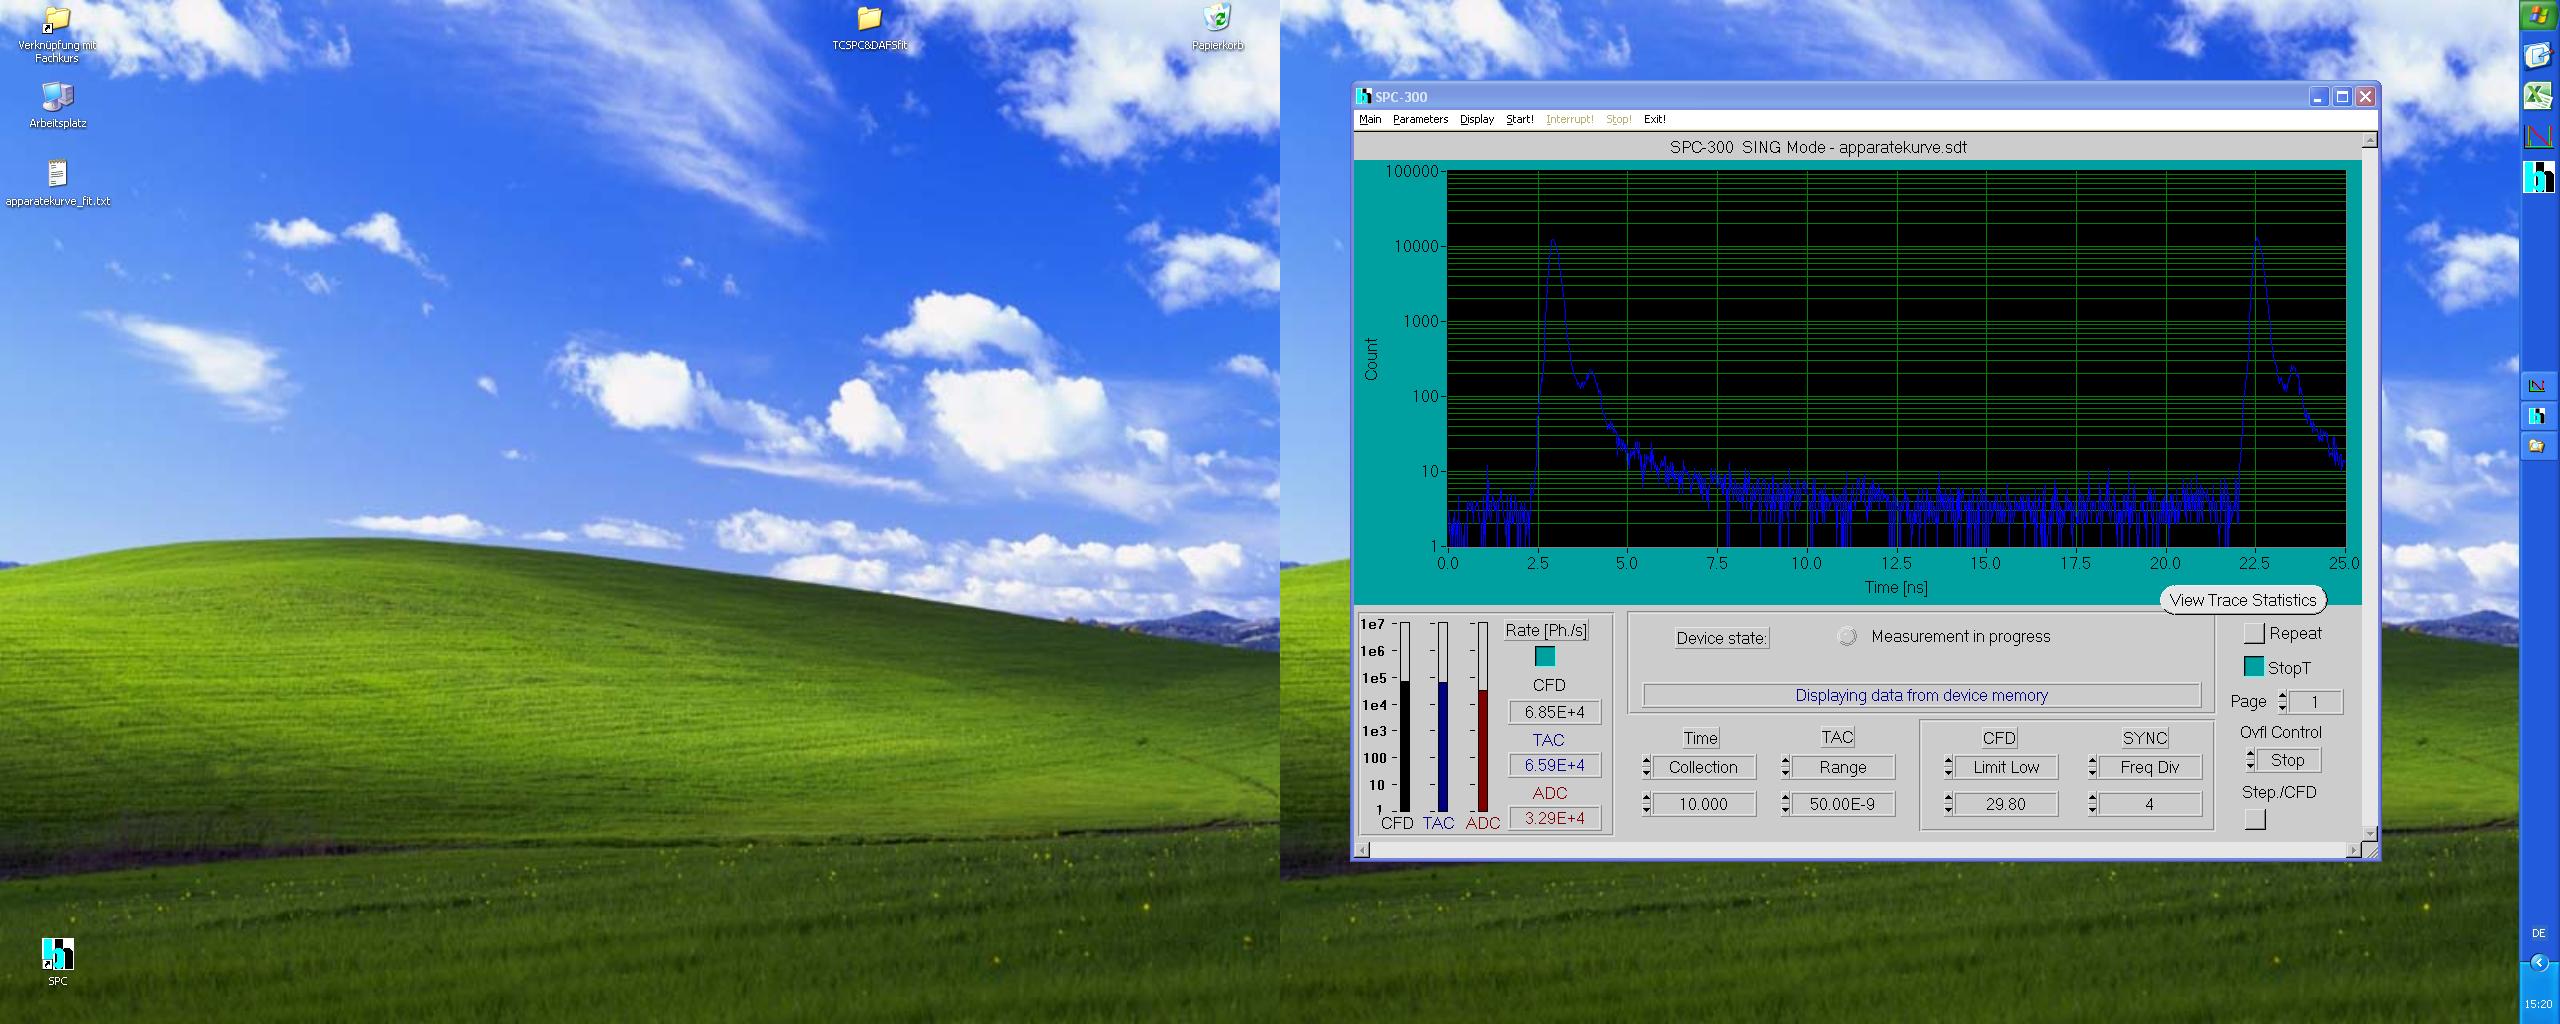 Verknüpfung mit
Fachkurs
Arbeitsplatz
apparatekurve_fit.txt
TCSPC&DAFSfit
Papierkorb
SPC
SPC-300
Main Parameters Display Start! Interrupt! Stop! Exit!
SPC-300 SING Mode - apparatekurve.sdt
100000
10000
1000
100
10
1
Count
0.0 2.5 5.0 7.5 10.0 12.5 15.0 17.5 20.0 22.5 25.0
Time [ns]
View Trace Statistics
1e7
1e6
1e5
1e4
1e3
100
10
1
CFD TAC ADC
Rate [Ph./s]
CFD
6.85E+4
TAC
6.59E+4
ADC
3.29E+4
Device state: Measurement in progress
Displaying data from device memory
Time TAC CFD SYNC
Collection Range Limit Low Freq Div
10.000 50.00E-9 29.80 4
Repeat
StopT
Page 1
Ovfl Control
Stop
Step./CFD
DE
15:20